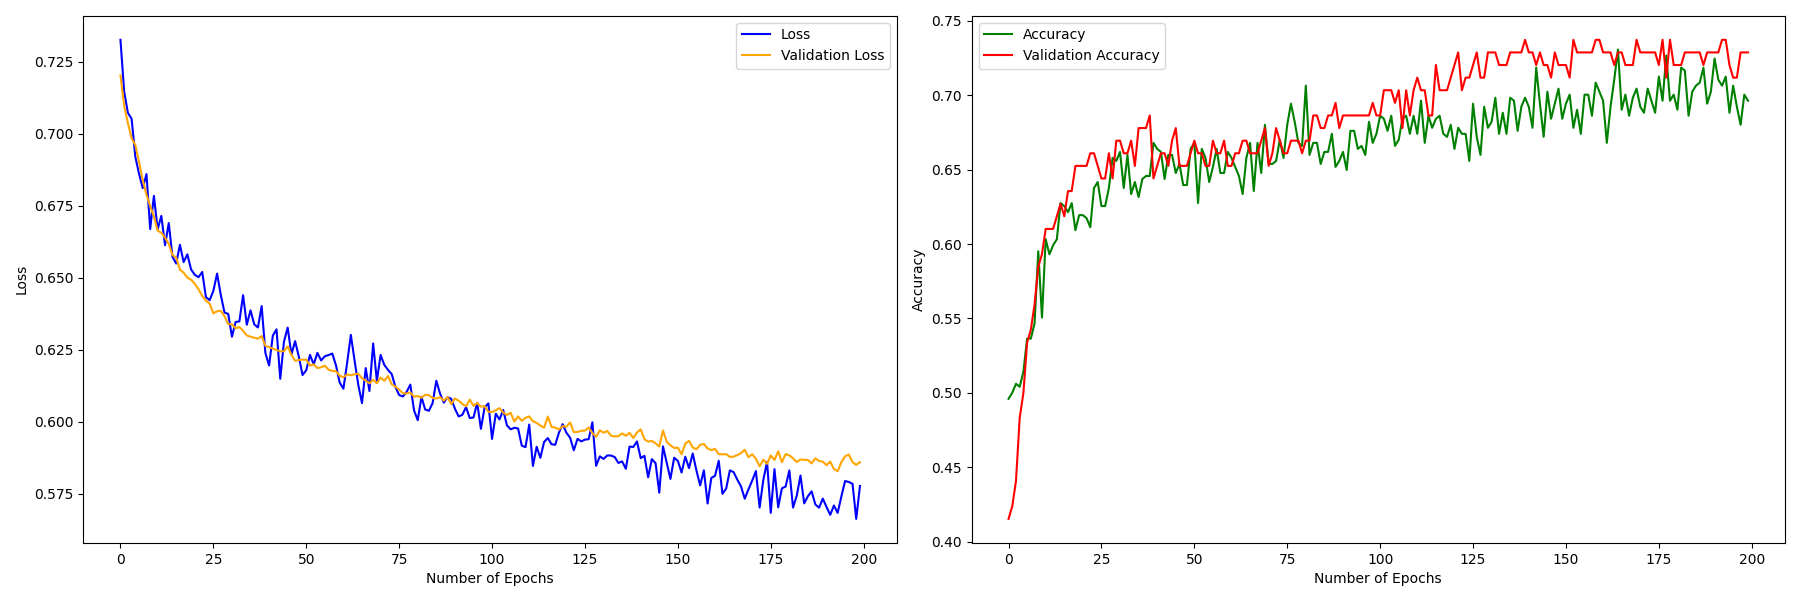 Loss
Validation Loss
0.725
0.700
0.675
0.650
0.625
0.600
0.575
Loss
0 25 50 75 100 125 150 175 200
Number of Epochs
Accuracy
Validation Accuracy
0.75
0.70
0.65
0.60
0.55
0.50
0.45
0.40
Accuracy
0 25 50 75 100 125 150 175 200
Number of Epochs